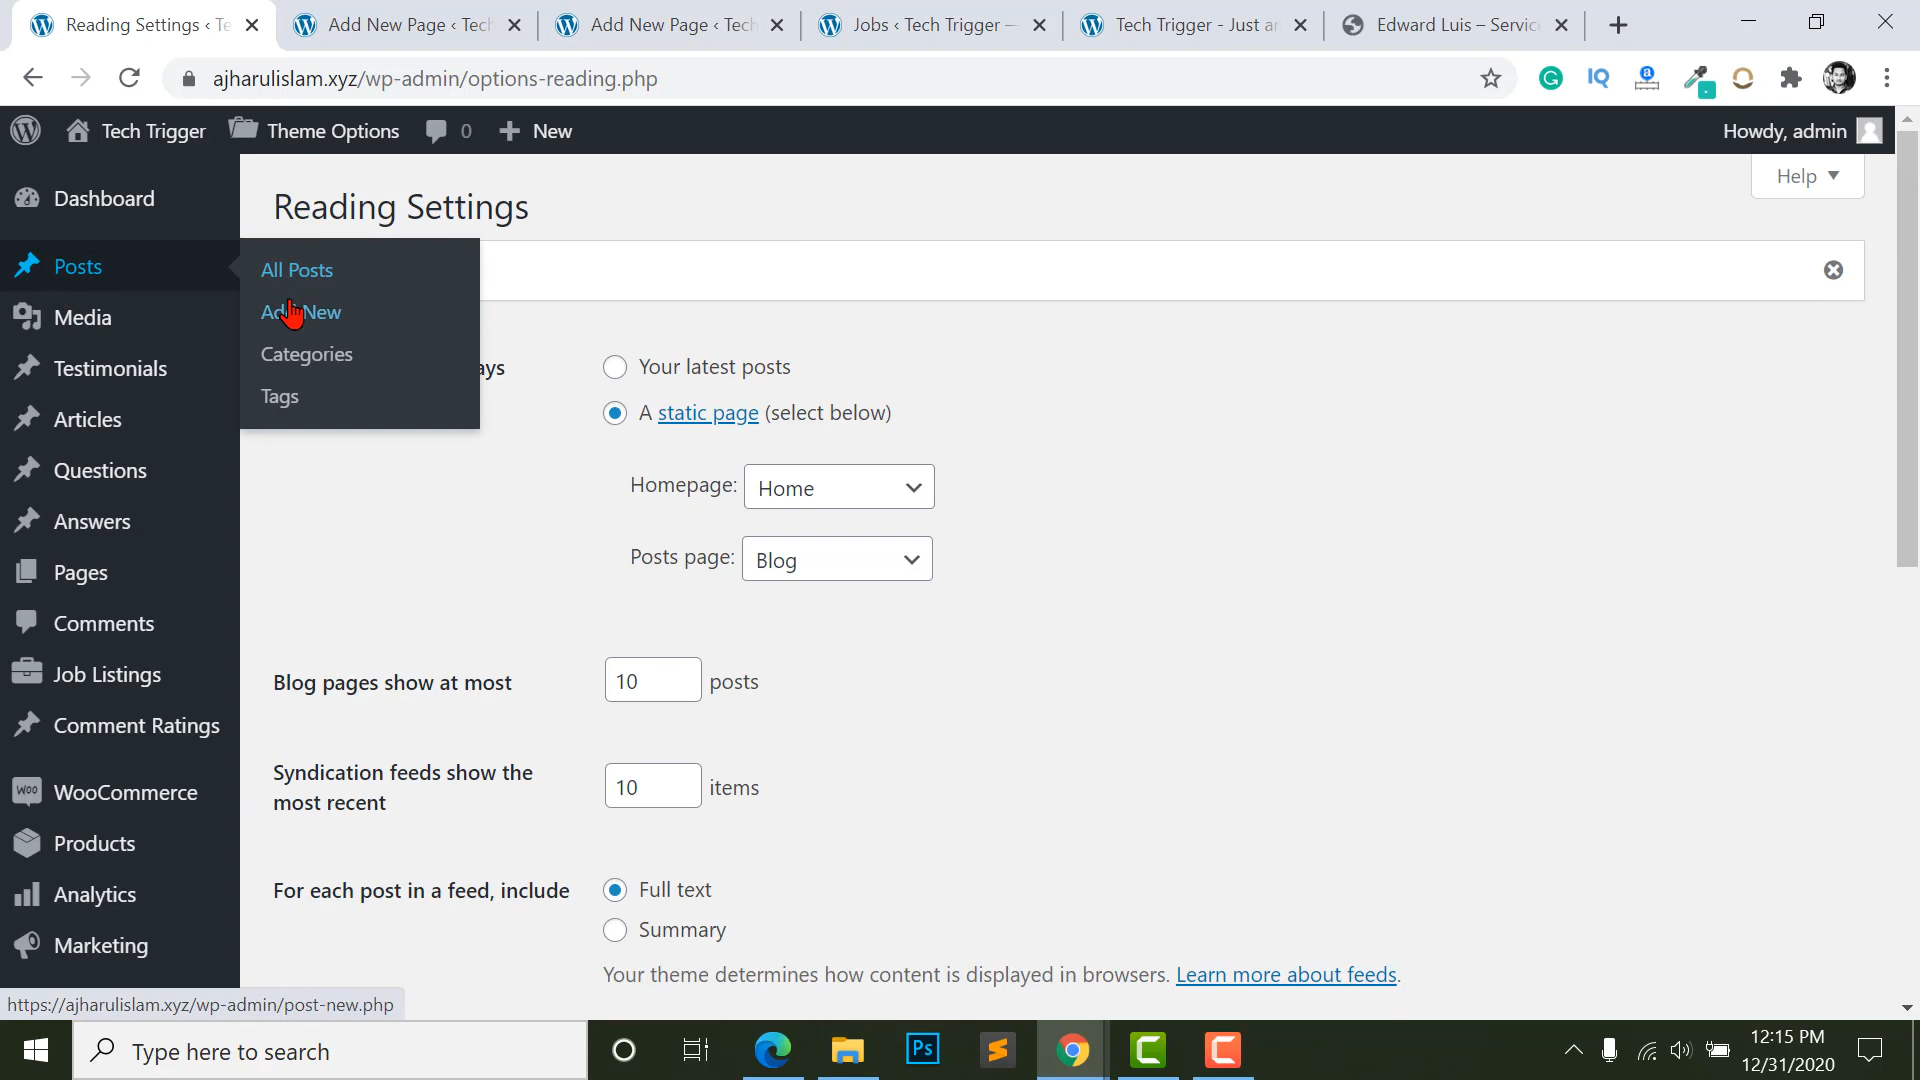 Reading Settings ‹ Te
Add New Page ‹ Tech
Add New Page ‹ Tech
Jobs ‹ Tech Trigger —
Tech Trigger - Just an
Edward Luis – Service
ajharulislam.xyz/wp-admin/options-reading.php
Tech Trigger
Theme Options
0
New
Howdy, admin
Help
Dashboard
Posts
Media
Testimonials
Articles
Questions
Answers
Pages
Comments
Job Listings
Comment Ratings
WooCommerce
Products
Analytics
Marketing
All Posts
Add New
Categories
Tags
Reading Settings
ays
Your latest posts
A static page (select below)
Homepage: Home
Posts page: Blog
Blog pages show at most 10 posts
Syndication feeds show the
most recent
10 items
For each post in a feed, include
Full text
Summary
Your theme determines how content is displayed in browsers. Learn more about feeds.
https://ajharulislam.xyz/wp-admin/post-new.php
Type here to search
Ps
12:15 PM
12/31/2020